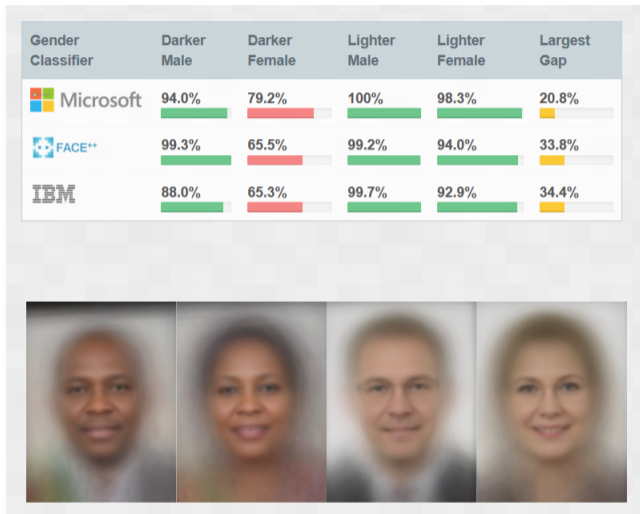 Gender Classifier Darker Male Darker Female Lighter Male Lighter Female Largest Gap
Microsoft 94.0% 79.2% 100% 98.3% 20.8%
FACE++ 99.3% 65.5% 99.2% 94.0% 33.8%
IBM 88.0% 65.3% 99.7% 92.9% 34.4%